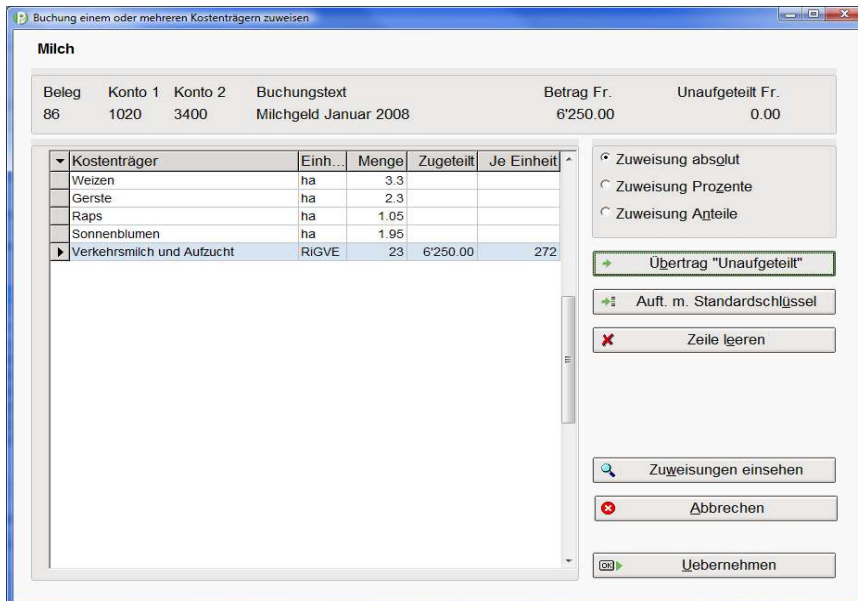 Buchung einem oder mehreren Kostenträgern zuweisen
Milch
Beleg Konto 1 Konto 2 Buchungstext Betrag Fr. Unaufgeteilt Fr.
86 1020 3400 Milchgeld Januar 2008 6'250.00 0.00
Kostenträger Einh... Menge Zugeteilt Je Einheit
Weizen ha 3.3
Gerste ha 2.3
Raps ha 1.05
Sonnenblumen ha 1.95
Verkehrsmilch und Aufzucht RiGVE 23 6'250.00 272
Zuweisung absolut
Zuweisung Prozente
Zuweisung Anteile
Übertrag "Unaufgeteilt"
Auft. m. Standardschlüssel
Zeile leeren
Zuweisungen einsehen
Abbrechen
OK Uebernehmen